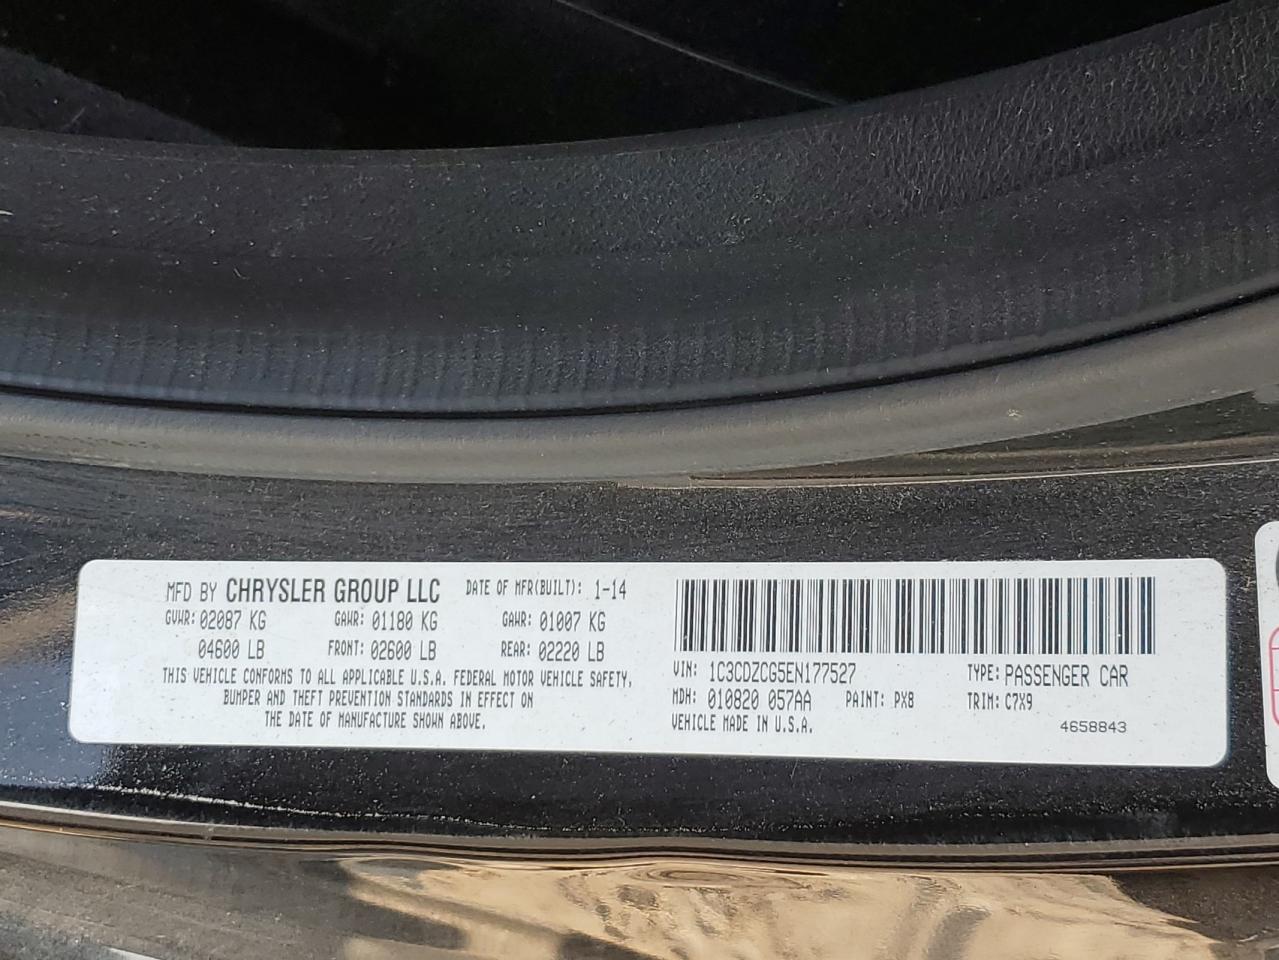 MFD BY CHRYSLER GROUP LLC DATE OF MFR(BUILT): 1-14
GVWR: 02087 KG GAWR: 01180 KG GAWR: 01007 KG
04600 LB FRONT: 02600 LB REAR: 02220 LB
THIS VEHICLE CONFORMS TO ALL APPLICABLE U.S.A. FEDERAL MOTOR VEHICLE SAFETY,
BUMPER AND THEFT PREVENTION STANDARDS IN EFFECT ON
THE DATE OF MANUFACTURE SHOWN ABOVE.
VIN: 1C3CDZCG5EN177527 TYPE: PASSENGER CAR
MDH: 010820 057AA PAINT: PX8 TRIM: C7X9
VEHICLE MADE IN U.S.A. 4658843